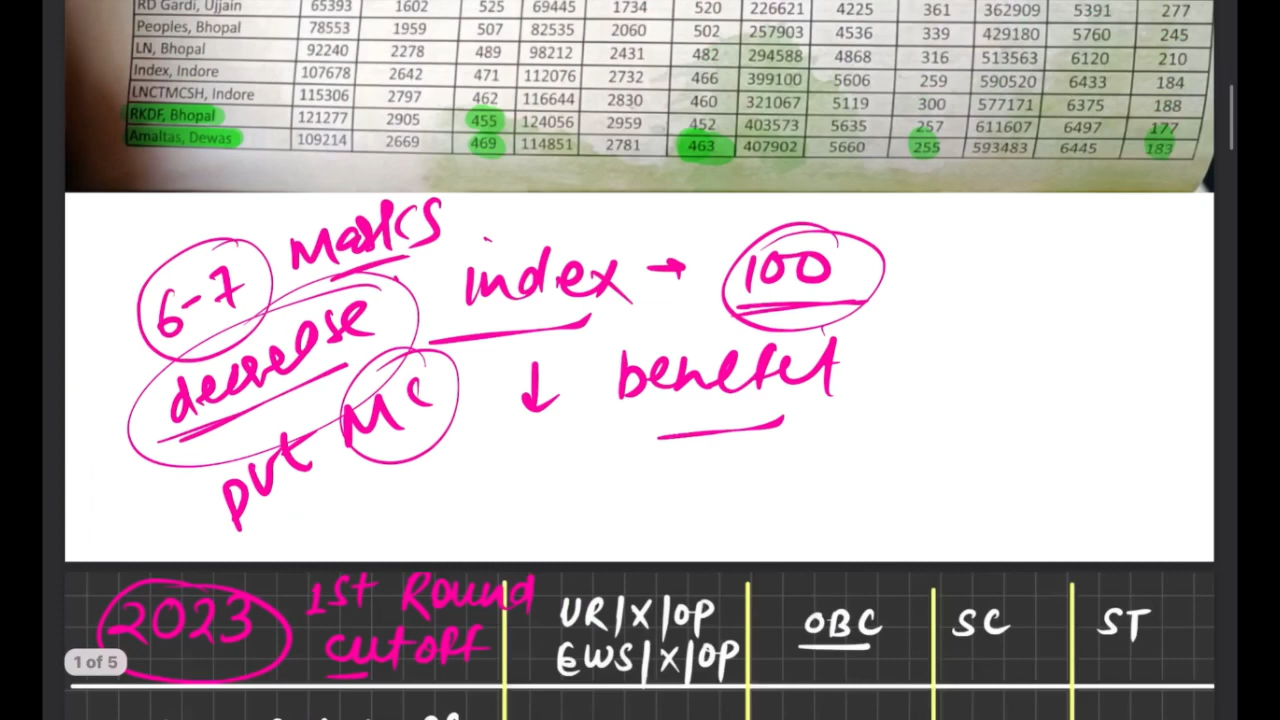 RD Gardi, Ujjain 65393 1602 525 69445 1734 520 226621 4225 361 362909 5391 277
Peoples, Bhopal 78553 1959 507 82535 2060 502 257903 4536 339 429180 5760 245
LN, Bhopal 92240 2278 489 98212 2431 482 294588 4868 316 513563 6120 210
Index, Indore 107678 2642 471 112076 2732 466 399100 5606 259 590520 6433 184
LNCTMCSH, Indore 115306 2797 462 116644 2830 460 321067 5119 300 577171 6375 188
RKDF, Bhopal 121277 2905 455 124056 2959 452 403573 5635 257 611607 6497 177
Amaltas, Dewas 109214 2669 469 114851 2781 463 407902 5660 255 593483 6445 183
6-7 marks
decrease
pvt MC
index → 100
↓ benefit
2023 1st Round
cutoff
UR/X/OP
EWS/X/OP
OBC
SC
ST
1 of 5